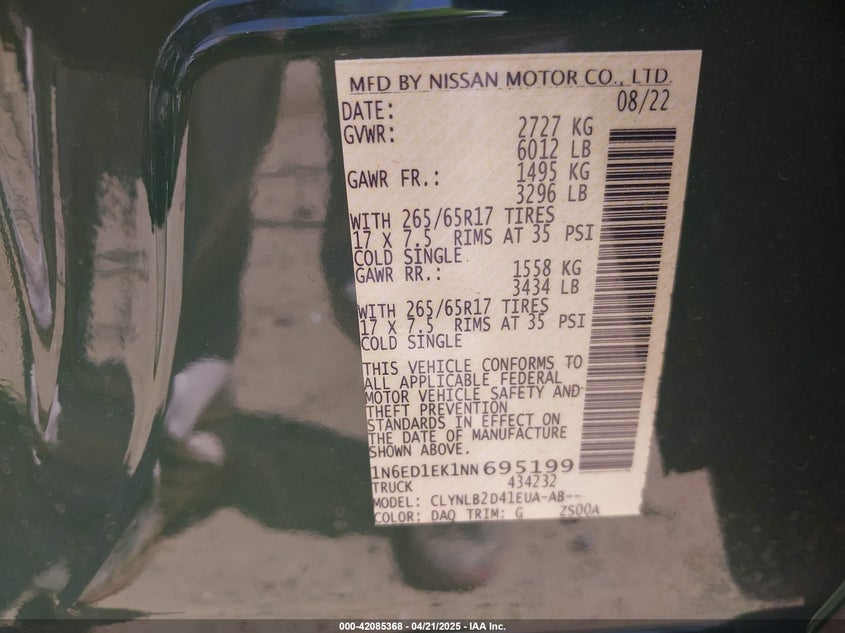 MFD BY NISSAN MOTOR CO., LTD.
DATE: 08/22
GVWR: 2727 KG
6012 LB
GAWR FR.: 1495 KG
3296 LB
WITH 265/65R17 TIRES
17 X 7.5 RIMS AT 35 PSI
COLD SINGLE
GAWR RR.: 1558 KG
3434 LB
WITH 265/65R17 TIRES
17 X 7.5 RIMS AT 35 PSI
COLD SINGLE
THIS VEHICLE CONFORMS TO
ALL APPLICABLE FEDERAL
MOTOR VEHICLE SAFETY AND
THEFT PREVENTION
STANDARDS IN EFFECT ON
THE DATE OF MANUFACTURE
SHOWN ABOVE.
1N6ED1EK1NN695199
TRUCK 434232
MODEL: CLYNLB2D41EUA-AB--
COLOR: DAQ TRIM: G ZS00A
000-42085368 - 04/21/2025 - IAA Inc.